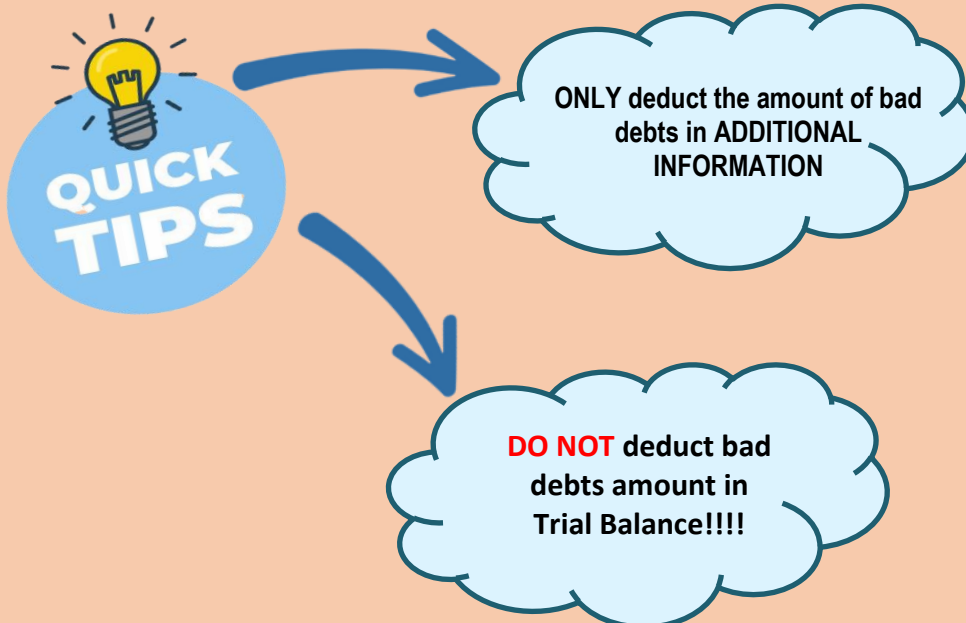 QUICK
TIPS
ONLY deduct the amount of bad
debts in ADDITIONAL
INFORMATION
DO NOT deduct bad
debts amount in
Trial Balance!!!!